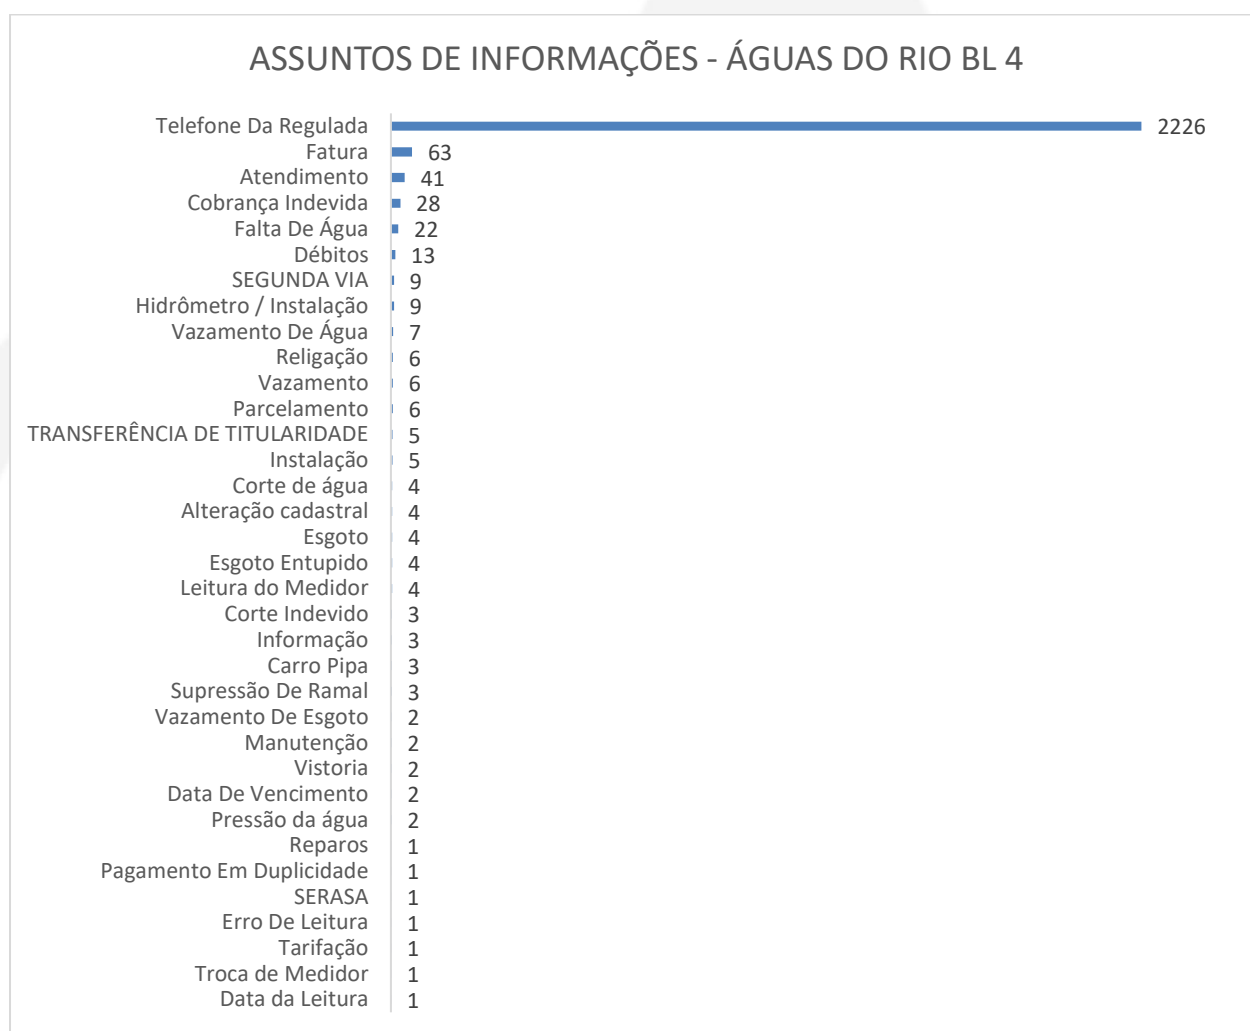 ASSUNTOS DE INFORMAÇÕES - ÁGUAS DO RIO BL 4
Telefone Da Regulada 2226
Fatura 63
Atendimento 41
Cobrança Indevida 28
Falta De Água 22
Débitos 13
SEGUNDA VIA 9
Hidrômetro / Instalação 9
Vazamento De Água 7
Religação 6
Vazamento 6
Parcelamento 6
TRANSFERÊNCIA DE TITULARIDADE 5
Instalação 5
Corte de água 4
Alteração cadastral 4
Esgoto 4
Esgoto Entupido 4
Leitura do Medidor 4
Corte Indevido 3
Informação 3
Carro Pipa 3
Supressão De Ramal 3
Vazamento De Esgoto 2
Manutenção 2
Vistoria 2
Data De Vencimento 2
Pressão da água 2
Reparos 1
Pagamento Em Duplicidade 1
SERASA 1
Erro De Leitura 1
Tarifação 1
Troca de Medidor 1
Data da Leitura 1